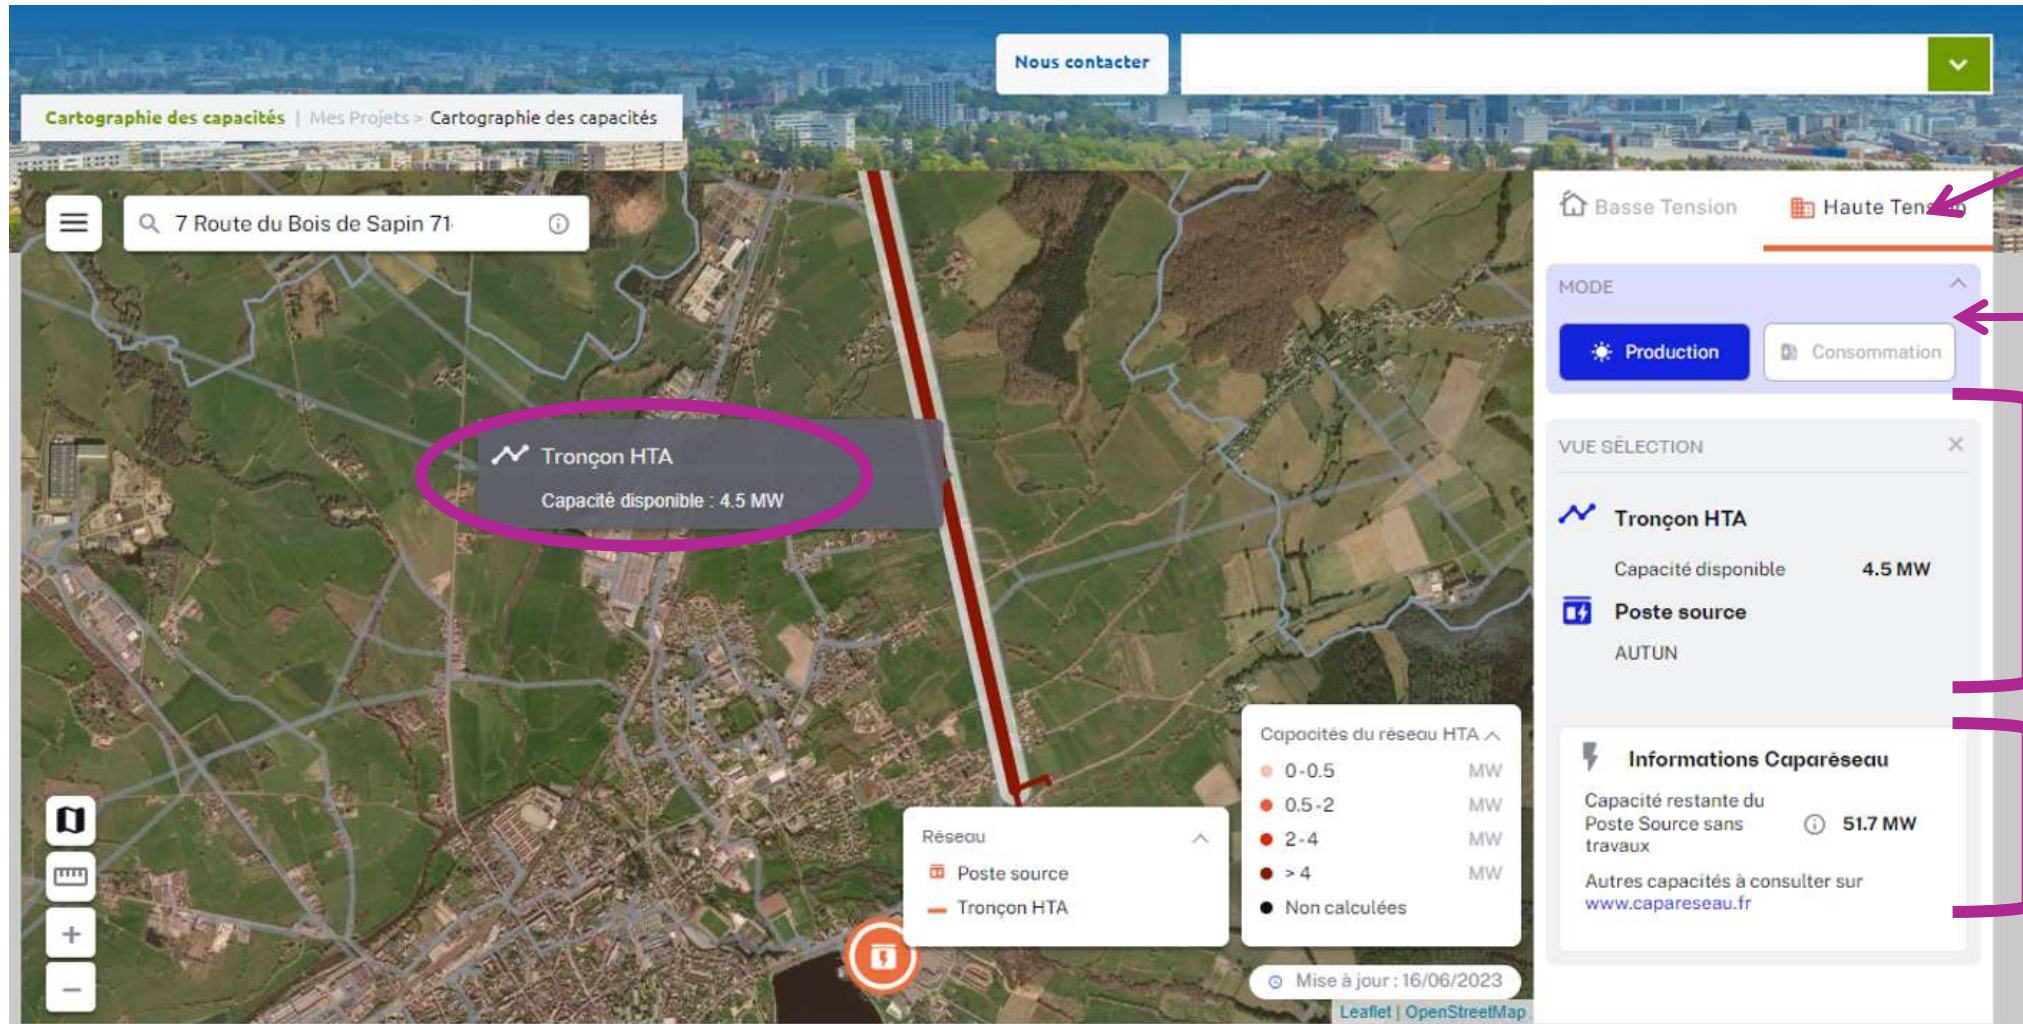 Nous contacter
Cartographie des capacités | Mes Projets > Cartographie des capacités
7 Route du Bois de Sapin 71
Basse Tension
Haute Tension
MODE
Production
Consommation
Tronçon HTA
Capacité disponible : 4.5 MW
VUE SÉLECTION
Tronçon HTA
Capacité disponible 4.5 MW
Poste source
AUTUN
Informations Caparéseau
Capacité restante du
Poste Source sans
travaux
51.7 MW
Autres capacités à consulter sur
www.capareseau.fr
Capacités du réseau HTA
0-0.5 MW
0.5-2 MW
2-4 MW
> 4 MW
Non calculées
Réseau
Poste source
Tronçon HTA
Mise à jour : 16/06/2023
Leaflet | OpenStreetMap